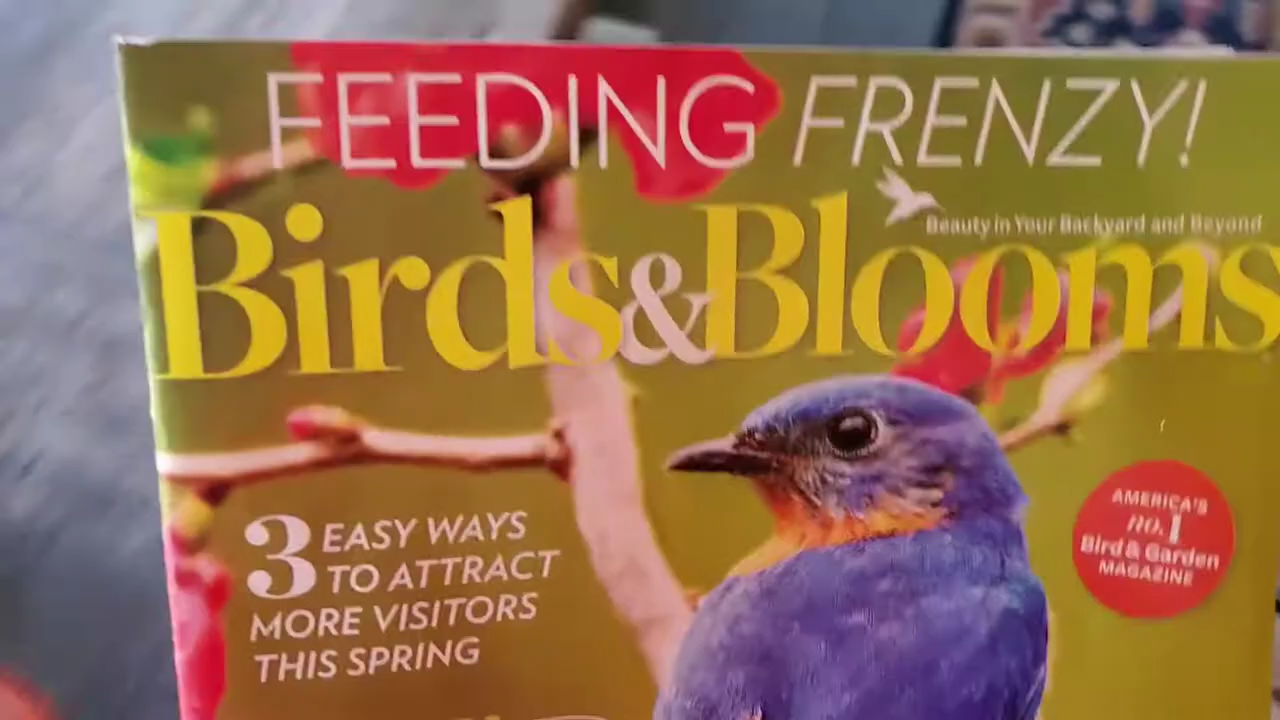 FEEDING FRENZY!
Beauty in Your Backyard and Beyond
Birds & Blooms
3 EASY WAYS
TO ATTRACT
MORE VISITORS
THIS SPRING
AMERICA'S
no. 1
Bird & Garden
MAGAZINE